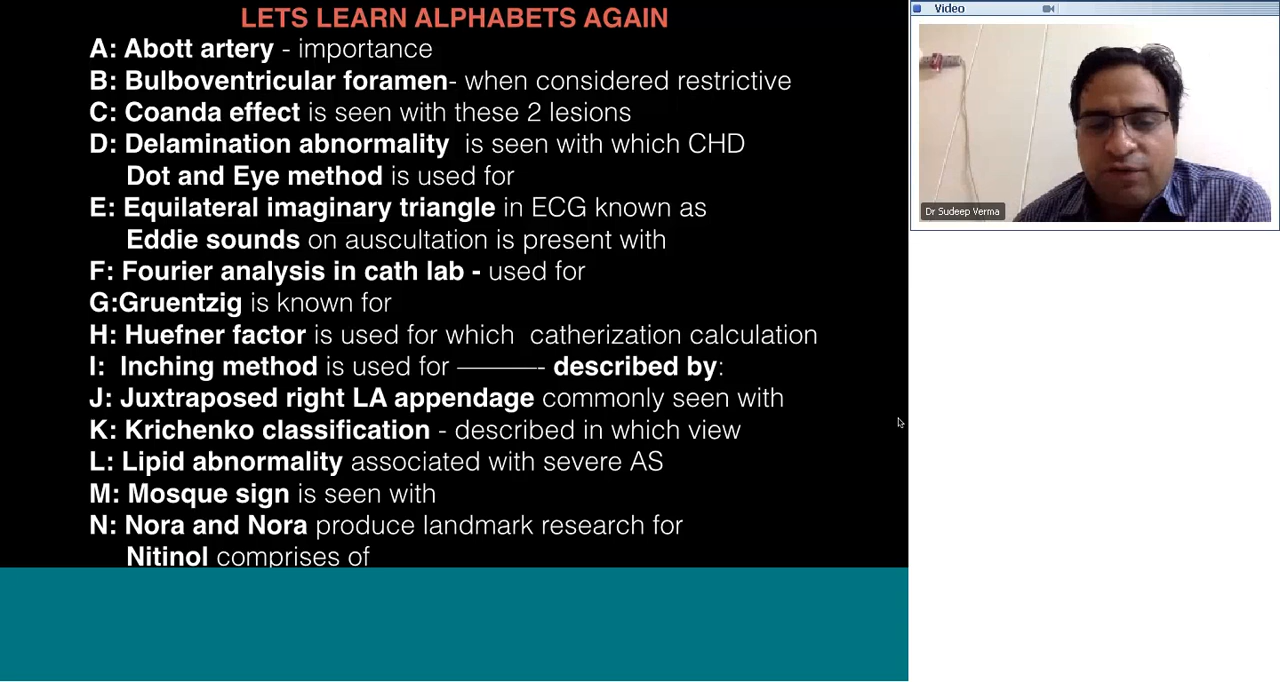 LETS LEARN ALPHABETS AGAIN
A: Abott artery - importance
B: Bulboventricular foramen- when considered restrictive
C: Coanda effect is seen with these 2 lesions
D: Delamination abnormality is seen with which CHD
Dot and Eye method is used for
E: Equilateral imaginary triangle in ECG known as
Eddie sounds on auscultation is present with
F: Fourier analysis in cath lab - used for
G:Gruentzig is known for
H: Huefner factor is used for which catherization calculation
I: Inching method is used for ———- described by:
J: Juxtraposed right LA appendage commonly seen with
K: Krichenko classification - described in which view
L: Lipid abnormality associated with severe AS
M: Mosque sign is seen with
N: Nora and Nora produce landmark research for
Nitinol comprises of
Video
Dr Sudeep Verma